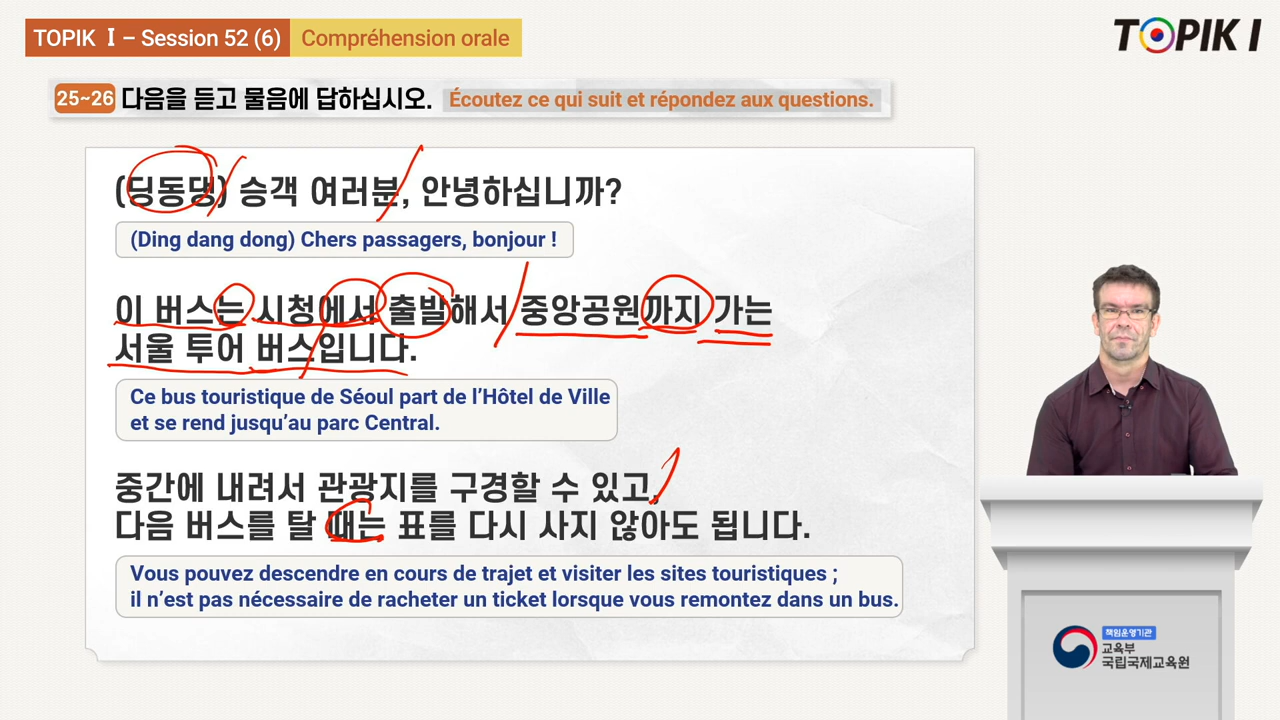 TOPIK Ⅰ – Session 52 (6) Compréhension orale
TOPIK I
25~26 다음을 듣고 물음에 답하십시오. Écoutez ce qui suit et répondez aux questions.
(딩동댕) 승객 여러분, 안녕하십니까?
(Ding dang dong) Chers passagers, bonjour !
이 버스는 시청에서 출발해서 중앙공원까지 가는
서울 투어 버스입니다.
Ce bus touristique de Séoul part de l’Hôtel de Ville
et se rend jusqu’au parc Central.
중간에 내려서 관광지를 구경할 수 있고,
다음 버스를 탈 때는 표를 다시 사지 않아도 됩니다.
Vous pouvez descendre en cours de trajet et visiter les sites touristiques ;
il n’est pas nécessaire de racheter un ticket lorsque vous remontez dans un bus.
책임운영기관
교육부
국립국제교육원